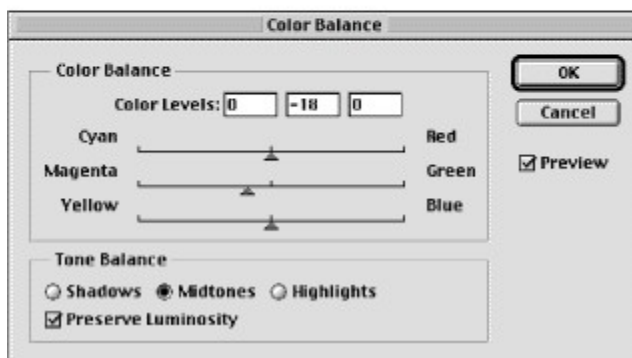 Color Balance
Color Balance
OK
Color Levels: 0 -18 0
Cancel
Cyan Red
Preview
Magenta Green
Yellow Blue
Tone Balance
Shadows Midtones Highlights
Preserve Luminosity